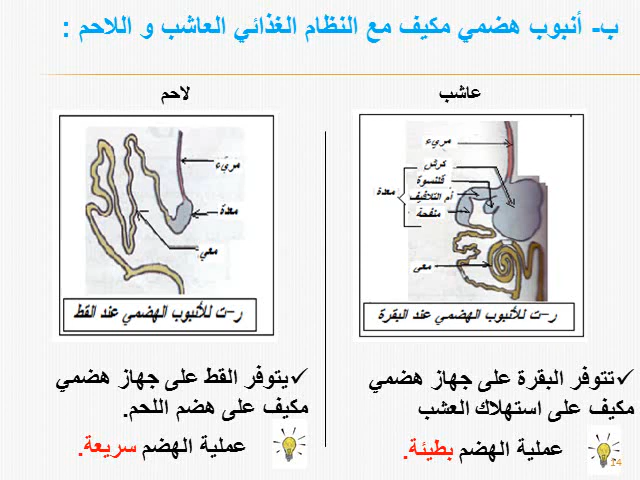 ب- أنبوب هضمي مكيف مع النظام الغذائي العاشب و اللاحم :
عاشب
مريء
كرش
قلنسوة
أم التلافيف
منفحة
معدة
معى
ر-ت للأنبوب الهضمي عند البقرة
تتوفر البقرة على جهاز هضمي
مكيف على استهلاك العشب
عملية الهضم بطيئة.
لاحم
مريء
معدة
معي
ر-ت للأنبوب الهضمي عند القط
يتوفر القط على جهاز هضمي
مكيف على هضم اللحم.
عملية الهضم سريعة.
14